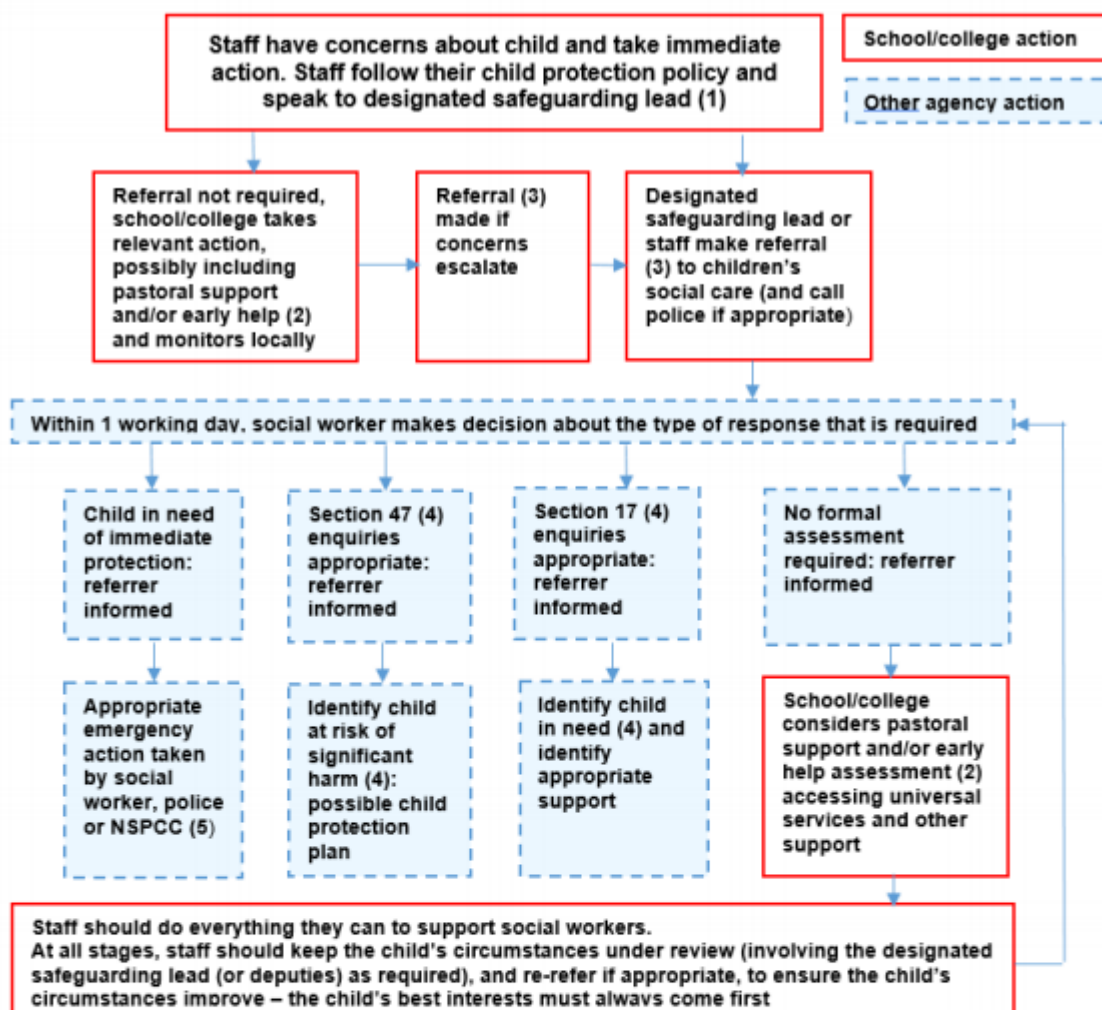 Staff have concerns about child and take immediate
action. Staff follow their child protection policy and
speak to designated safeguarding lead (1)
School/college action
Other agency action
Referral not required,
school/college takes
relevant action,
possibly including
pastoral support
and/or early help (2)
and monitors locally
Referral (3)
made if
concerns
escalate
Designated
safeguarding lead or
staff make referral
(3) to children's
social care (and call
police if appropriate)
Within 1 working day, social worker makes decision about the type of response that is required
Child in need
of immediate
protection:
referrer
informed
Section 47 (4)
enquiries
appropriate:
referrer
informed
Section 17 (4)
enquiries
appropriate:
referrer
informed
No formal
assessment
required: referrer
informed
Appropriate
emergency
action taken
by social
worker, police
or NSPCC (5)
Identify child
at risk of
significant
harm (4):
possible child
protection
plan
Identify child
in need (4) and
identify
appropriate
support
School/college
considers pastoral
support and/or early
help assessment (2)
accessing universal
services and other
support
Staff should do everything they can to support social workers.
At all stages, staff should keep the child's circumstances under review (involving the designated
safeguarding lead (or deputies) as required), and re-refer if appropriate, to ensure the child's
circumstances improve – the child's best interests must always come first